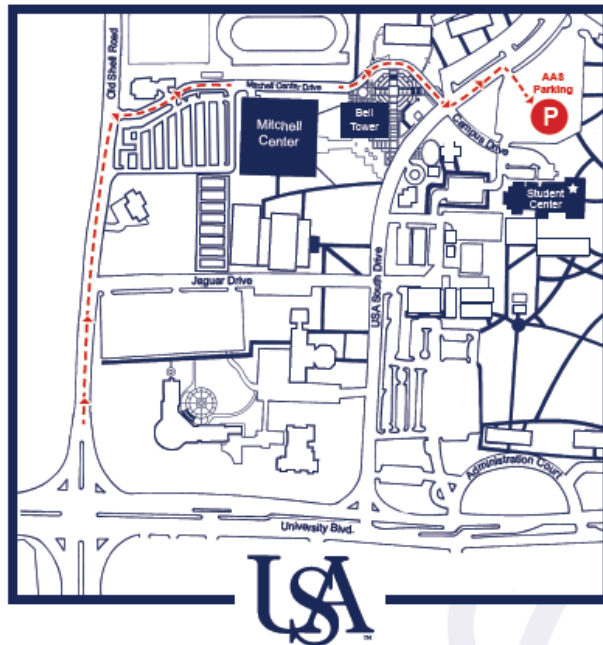 Old Shell Road
Mitchell Center Drive
AAS
Parking
P
Bell
Tower
Mitchell
Center
Campus Drive
Student
Center
USA South Drive
Jaguar Drive
Administration Court
University Blvd.
USA
TM